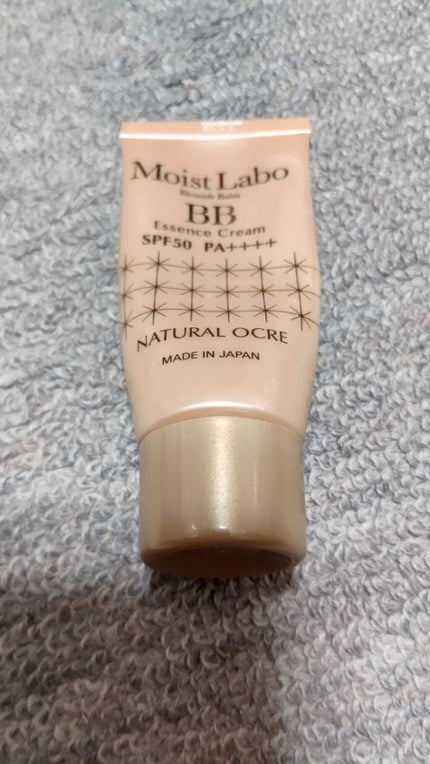 Moist Labo
Blemish Balm
BB
Essence Cream
SPF50 PA++++
NATURAL OCRE
MADE IN JAPAN